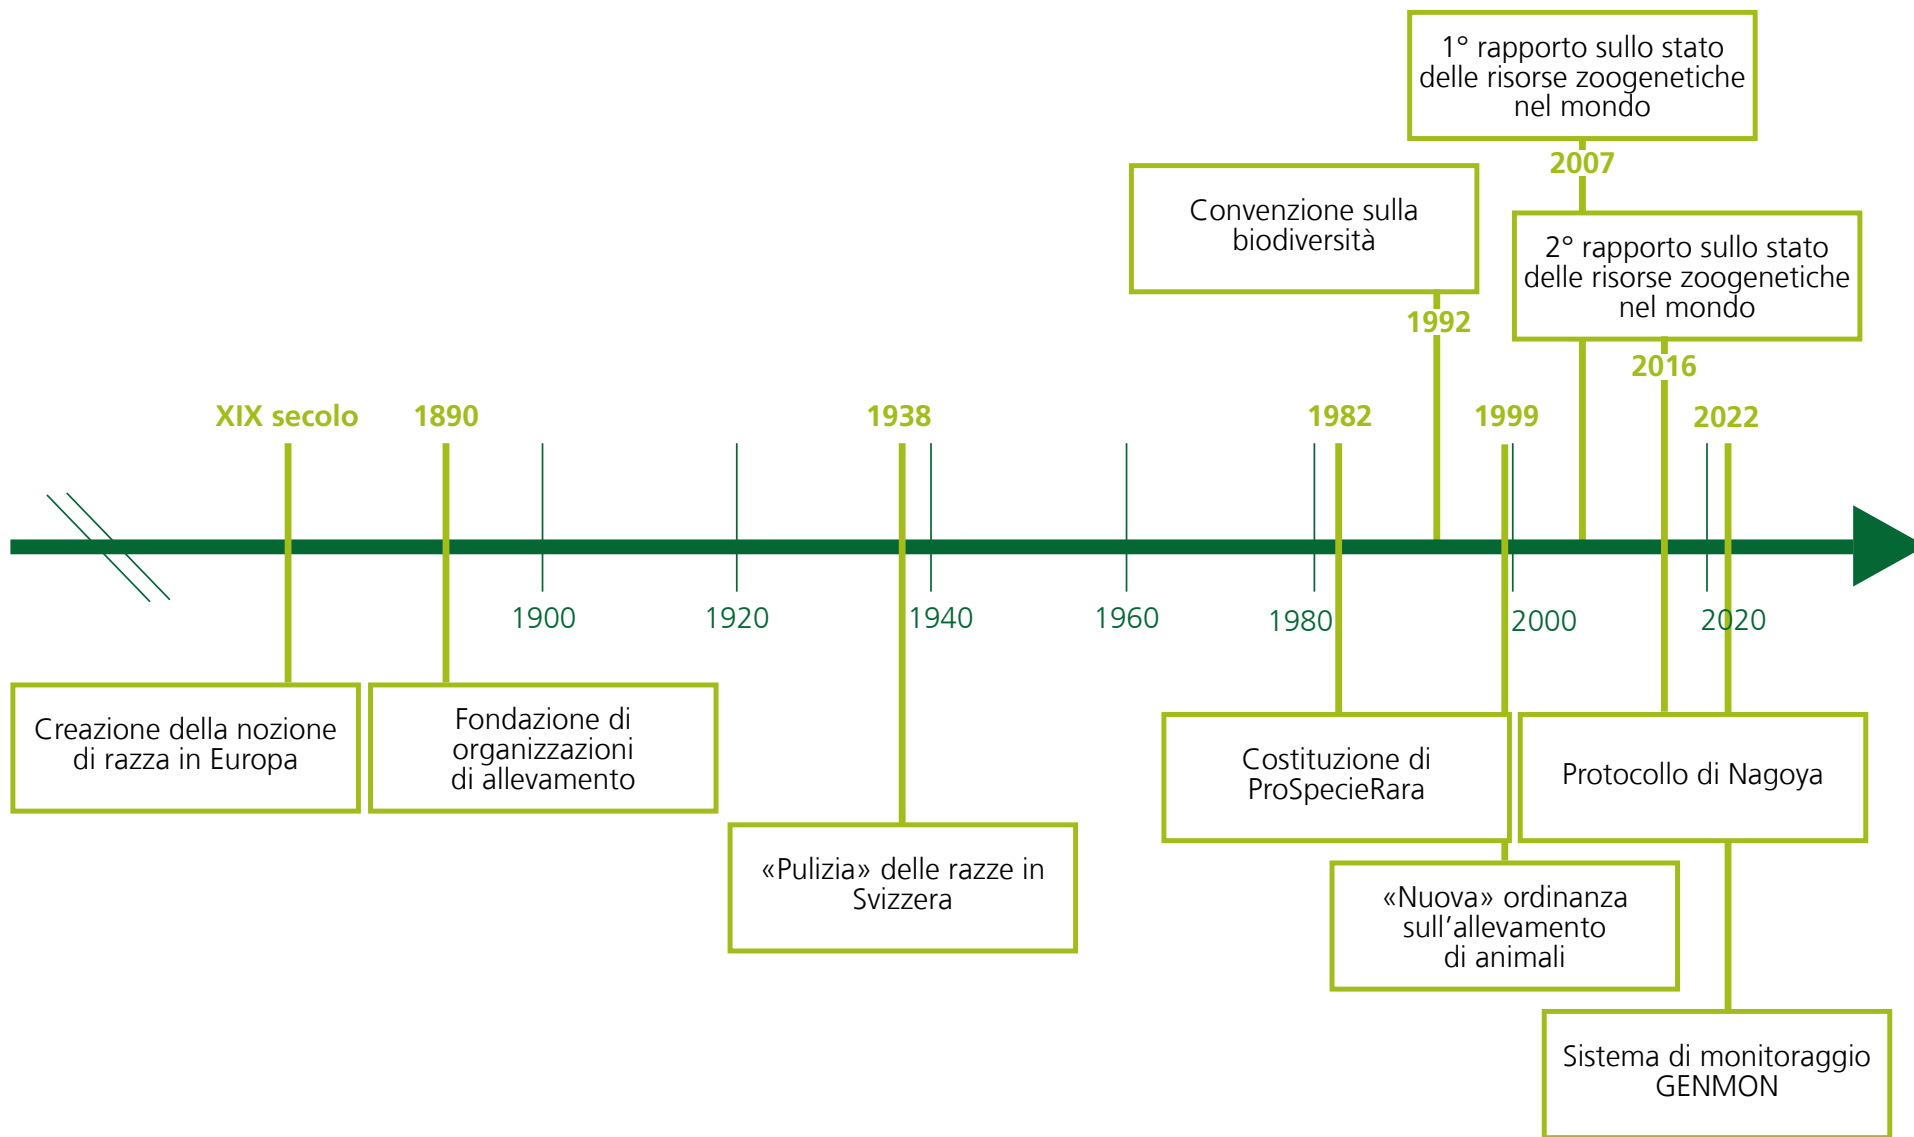 1° rapporto sullo stato
delle risorse zoogenetiche
nel mondo
2007
Convenzione sulla
biodiversità
1992
2° rapporto sullo stato
delle risorse zoogenetiche
nel mondo
2016
XIX secolo
1890
1938
1982
1999
2022
1900
1920
1940
1960
1980
2000
2020
Creazione della nozione
di razza in Europa
Fondazione di
organizzazioni
di allevamento
«Pulizia» delle razze in
Svizzera
Costituzione di
ProSpecieRara
Protocollo di Nagoya
«Nuova» ordinanza
sull’allevamento
di animali
Sistema di monitoraggio
GENMON